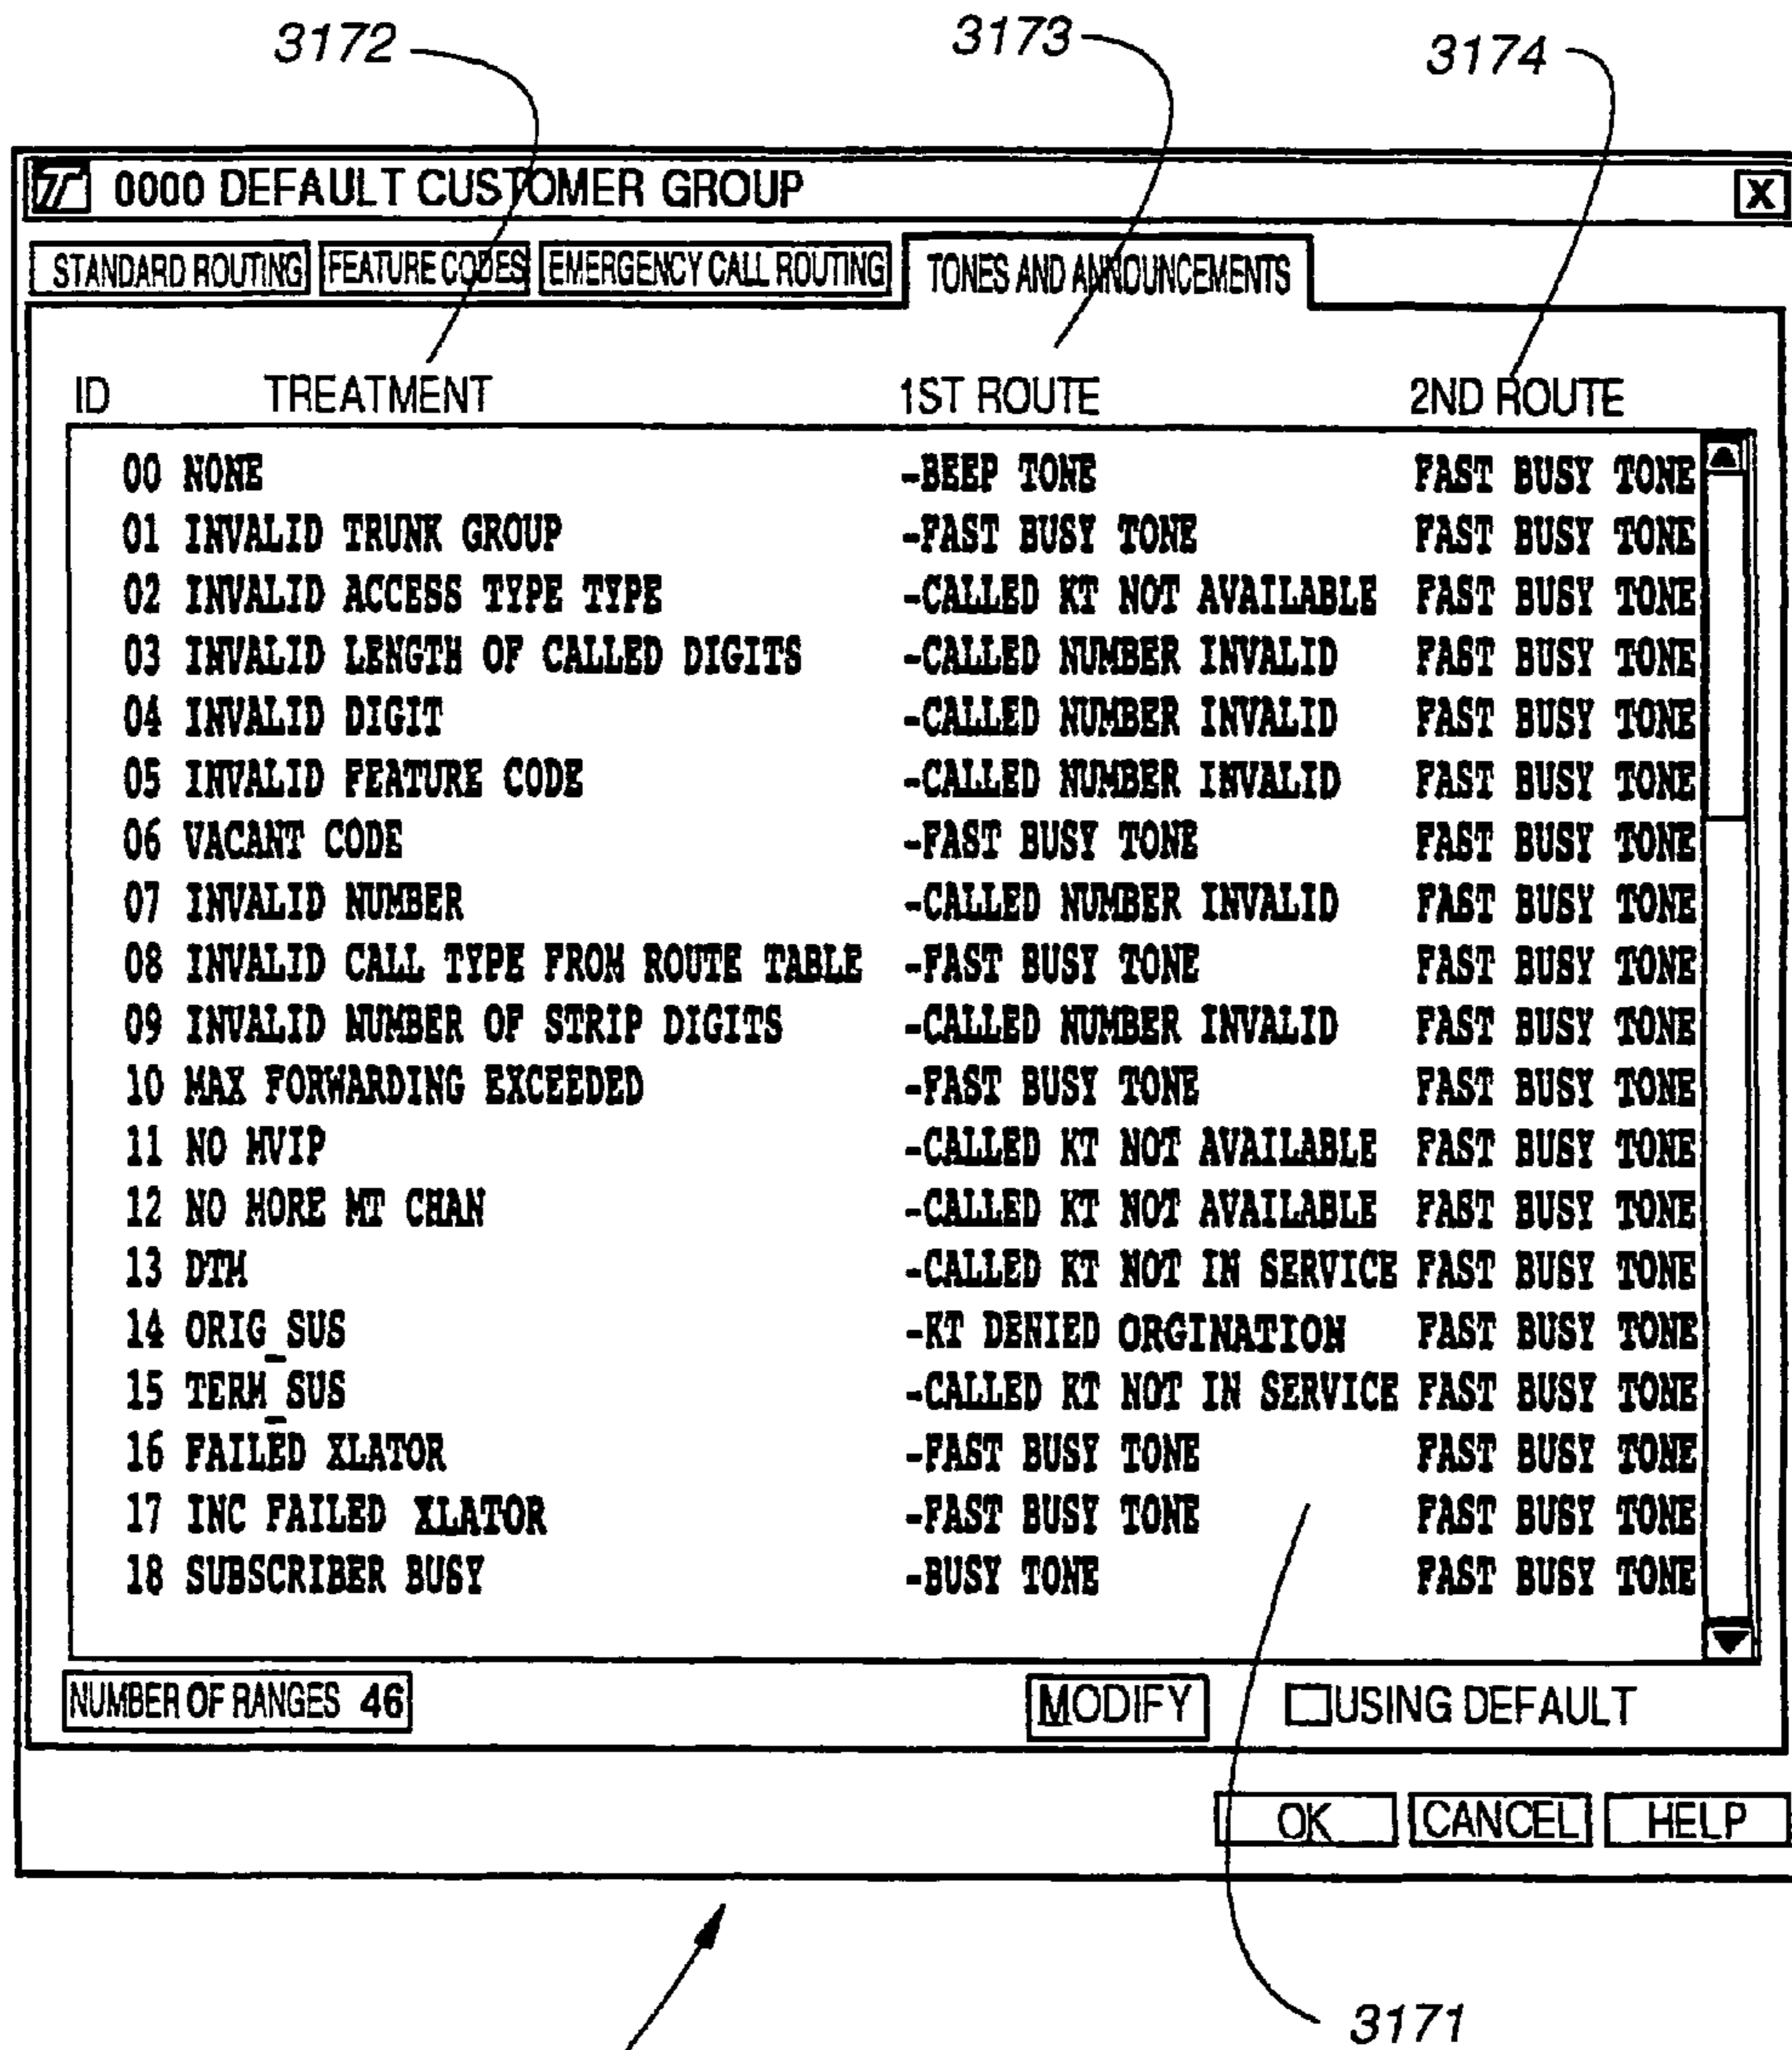 3172 3173 3174
0000 DEFAULT CUSTOMER GROUP X
STANDARD ROUTING FEATURE CODES EMERGENCY CALL ROUTING TONES AND ANNOUNCEMENTS
ID TREATMENT 1ST ROUTE 2ND ROUTE
00 NONE -BEEP TONE FAST BUSY TONE
01 INVALID TRUNK GROUP -FAST BUSY TONE FAST BUSY TONE
02 INVALID ACCESS TYPE TYPE -CALLED KT NOT AVAILABLE FAST BUSY TONE
03 INVALID LENGTH OF CALLED DIGITS -CALLED NUMBER INVALID FAST BUSY TONE
04 INVALID DIGIT -CALLED NUMBER INVALID FAST BUSY TONE
05 INVALID FEATURE CODE -CALLED NUMBER INVALID FAST BUSY TONE
06 VACANT CODE -FAST BUSY TONE FAST BUSY TONE
07 INVALID NUMBER -CALLED NUMBER INVALID FAST BUSY TONE
08 INVALID CALL TYPE FROM ROUTE TABLE -FAST BUSY TONE FAST BUSY TONE
09 INVALID NUMBER OF STRIP DIGITS -CALLED NUMBER INVALID FAST BUSY TONE
10 MAX FORWARDING EXCEEDED -FAST BUSY TONE FAST BUSY TONE
11 NO MVIP -CALLED KT NOT AVAILABLE FAST BUSY TONE
12 NO MORE MT CHAN -CALLED KT NOT AVAILABLE FAST BUSY TONE
13 DTM -CALLED KT NOT IN SERVICE FAST BUSY TONE
14 ORIG_SUS -KT DENIED ORGINATION FAST BUSY TONE
15 TERM_SUS -CALLED KT NOT IN SERVICE FAST BUSY TONE
16 FAILED XLATOR -FAST BUSY TONE FAST BUSY TONE
17 INC FAILED XLATOR -FAST BUSY TONE FAST BUSY TONE
18 SUBSCRIBER BUSY -BUSY TONE FAST BUSY TONE
NUMBER OF RANGES 46 MODIFY USING DEFAULT
OK CANCEL HELP
3171